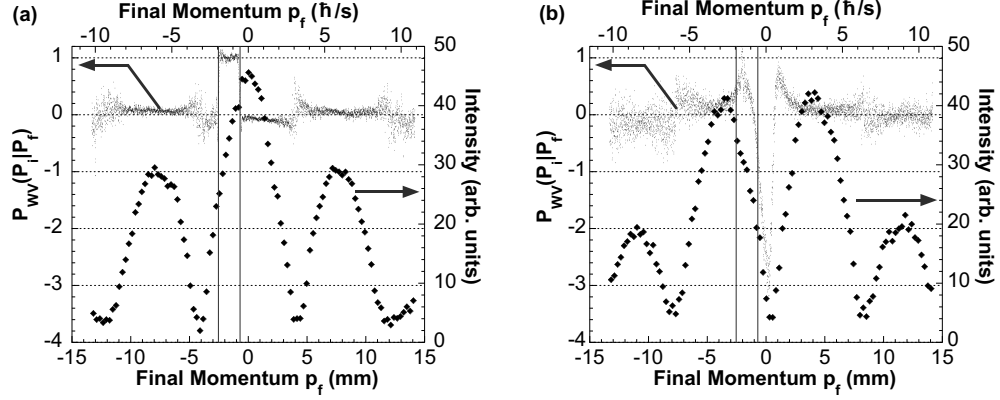 (a)
Final Momentum p_f (ħ/s)
-10 -5 0 5 10
1
0
-1
-2
-3
-4
P_WV(P_i|P_f)
50
40
30
20
10
0
Intensity (arb. units)
-15 -10 -5 0 5 10 15
Final Momentum p_f (mm)
(b)
Final Momentum p_f (ħ/s)
-10 -5 0 5 10
1
0
-1
-2
-3
-4
P_WV(P_i|P_f)
50
40
30
20
10
0
Intensity (arb. units)
-15 -10 -5 0 5 10 15
Final Momentum p_f (mm)